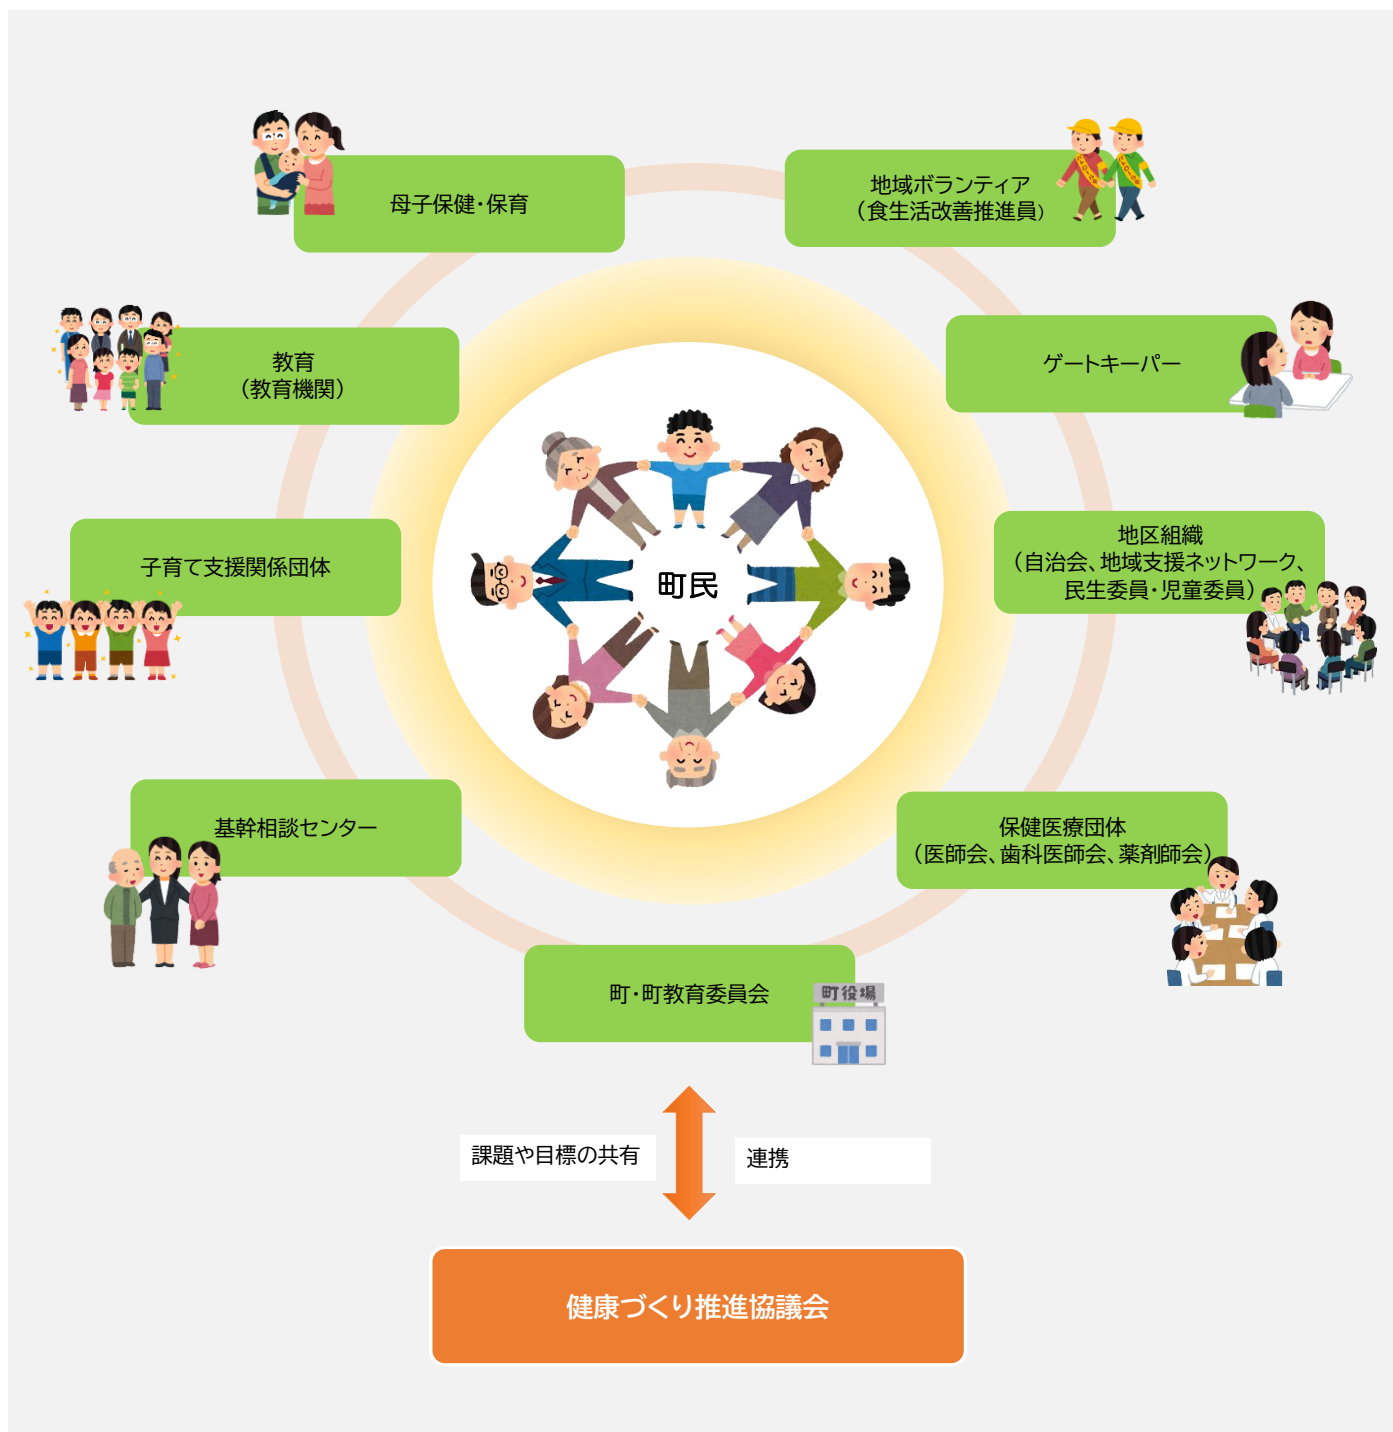 母子保健・保育
地域ボランティア
（食生活改善推進員）
教育
（教育機関）
ゲートキーパー
子育て支援関係団体
地区組織
（自治会、地域支援ネットワーク、
民生委員・児童委員）
町民
基幹相談センター
保健医療団体
（医師会、歯科医師会、薬剤師会）
町・町教育委員会
町役場
課題や目標の共有
連携
健康づくり推進協議会